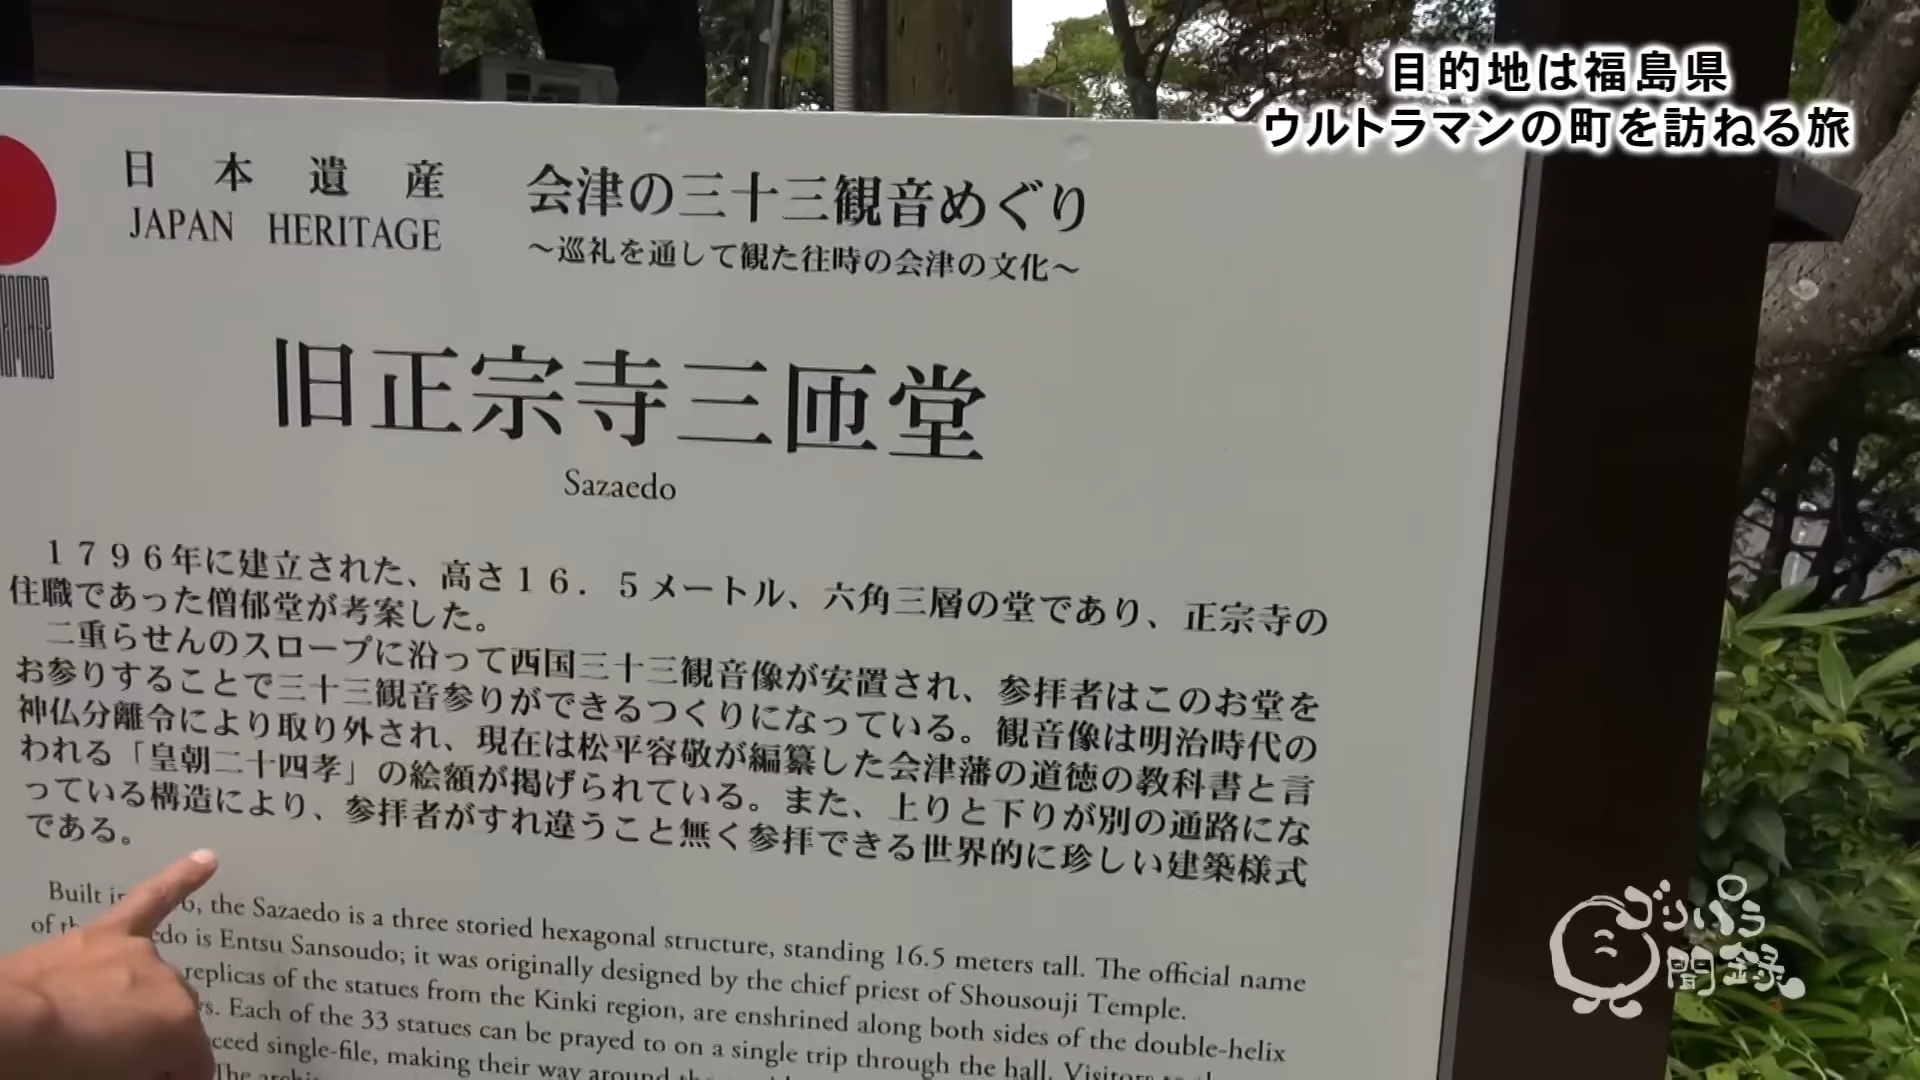 目的地は福島県
ウルトラマンの町を訪ねる旅
日本遺産
JAPAN HERITAGE
会津の三十三観音めぐり
～巡礼を通して観た往時の会津の文化～
旧正宗寺三匝堂
Sazaedo
１７９６年に建立された、高さ１６．５メートル、六角三層の堂であり、正宗寺の
住職であった僧郁堂が考案した。
二重らせんのスロープに沿って西国三十三観音像が安置され、参拝者はこのお堂を
お参りすることで三十三観音参りができるつくりになっている。観音像は明治時代の
神仏分離令により取り外され、現在は松平容敬が編纂した会津藩の道徳の教科書と言
われる「皇朝二十四孝」の絵額が掲げられている。また、上りと下りが別の通路にな
っている構造により、参拝者がすれ違うこと無く参拝できる世界的に珍しい建築様式
である。
Built the Sazaedo is a three storied hexagonal structure, standing 16.5 meters tall. The official name
of is Entsu Sansoudo; it was originally designed by the chief priest of Shousouji Temple.
replicas of the statues from the Kinki region, are enshrined along both sides of the double-helix
Each of the 33 statues can be prayed to on a single trip through the hall. Visitors
single-file, making their way around
The
ゴリパラ
聞録